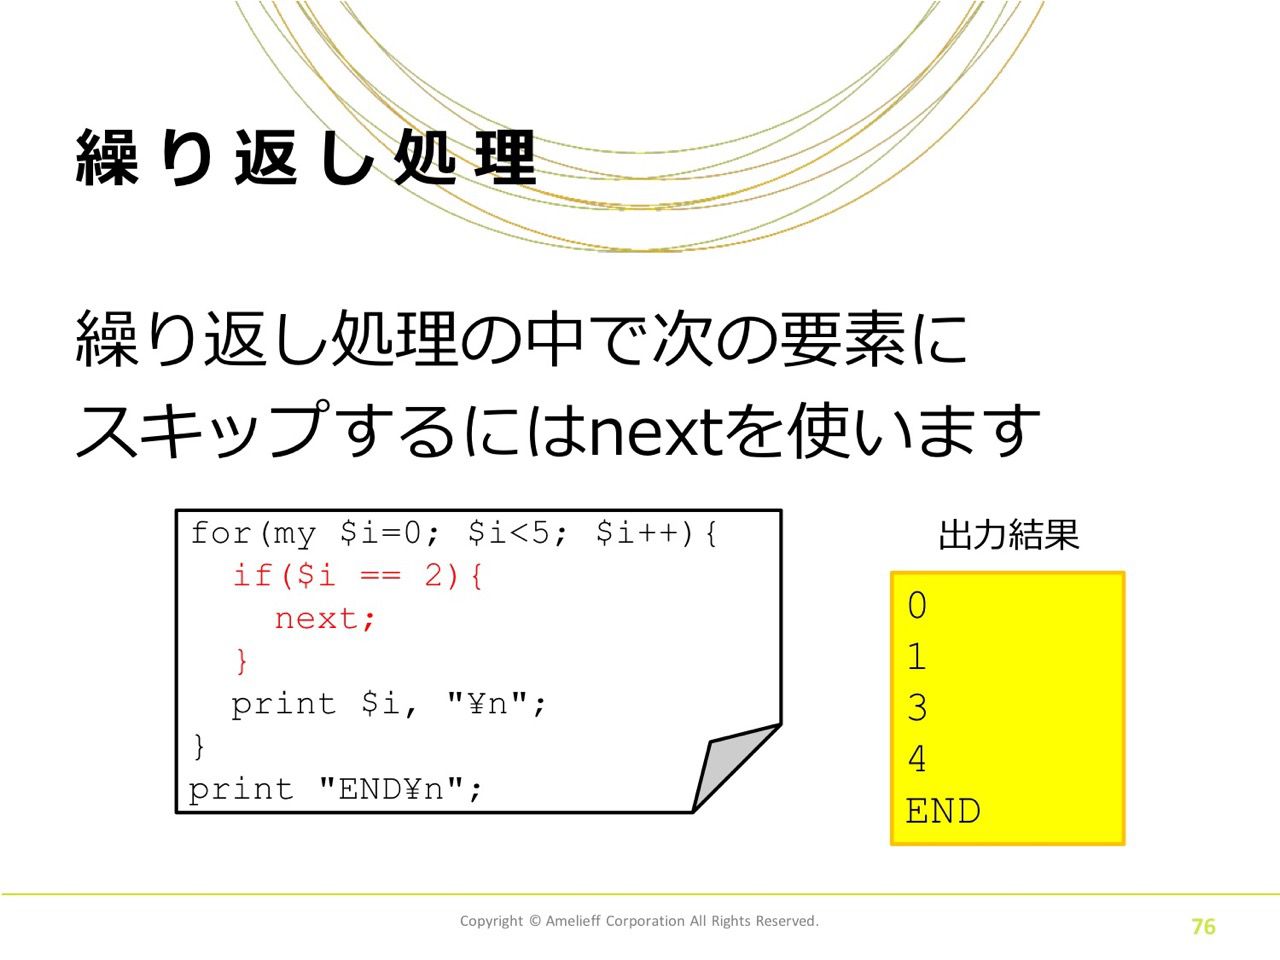 繰り返し処理
繰り返し処理の中で次の要素に
スキップするにはnextを使います
for(my $i=0; $i<5; $i++){
  if($i == 2){
    next;
  }
  print $i, "¥n";
}
print "END¥n";
出力結果
0
1
3
4
END
Copyright © Amelieff Corporation All Rights Reserved.
76